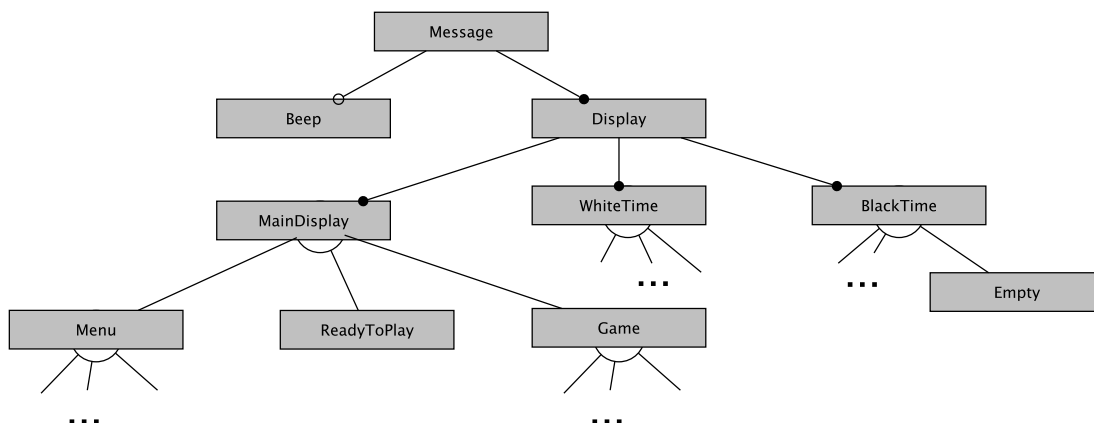 Message
Beep
Display
MainDisplay
WhiteTime
BlackTime
...
...
Empty
Menu
ReadyToPlay
Game
...
...